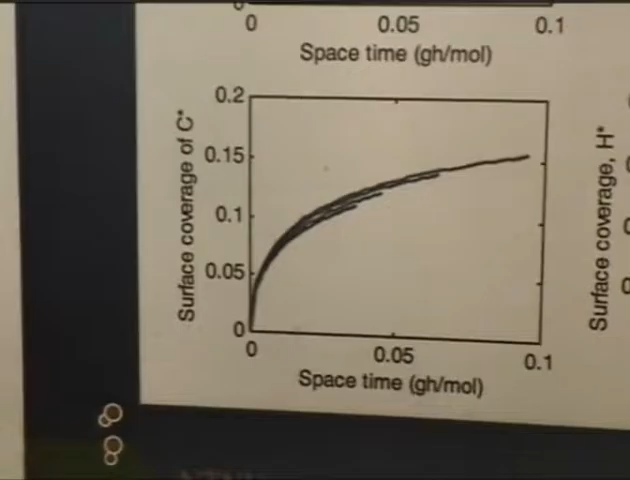 0
0 0.05 0.1
Space time (gh/mol)
Surface coverage of C*
0.2
0.15
0.1
0.05
0
0 0.05 0.1
Space time (gh/mol)
Surface coverage, H*